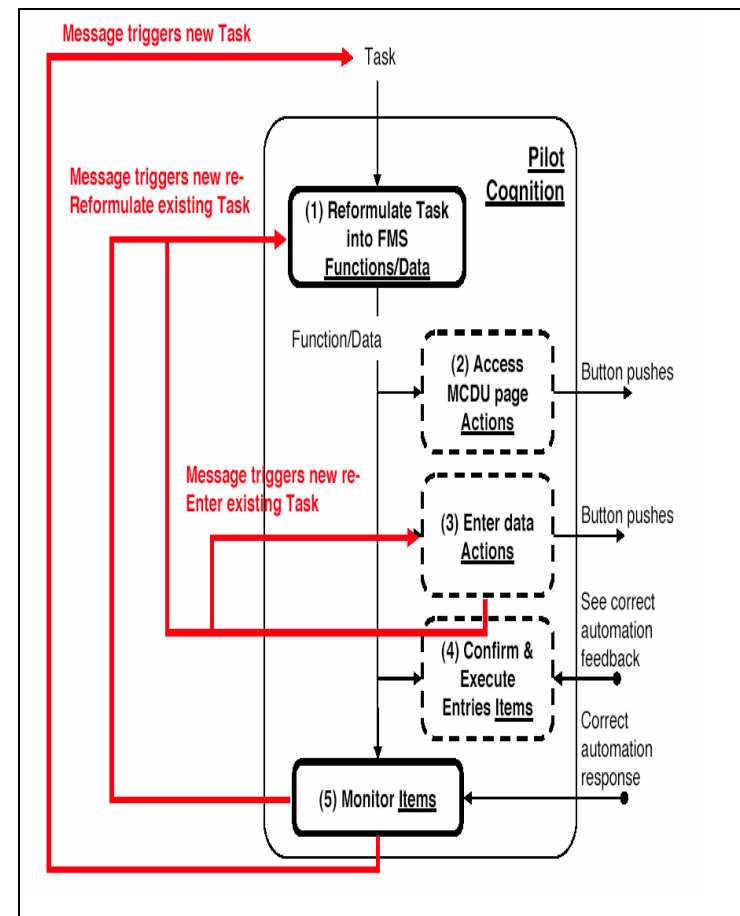 Message triggers new Task
Task
Pilot
Cognition
Message triggers new re-
Reformulate existing Task
(1) Reformulate Task
into FMS
Functions/Data
Function/Data
(2) Access
MCDU page
Actions
Button pushes
Message triggers new re-
Enter existing Task
(3) Enter data
Actions
Button pushes
See correct
automation
feedback
(4) Confirm &
Execute
Entries Items
Correct
automation
response
(5) Monitor Items